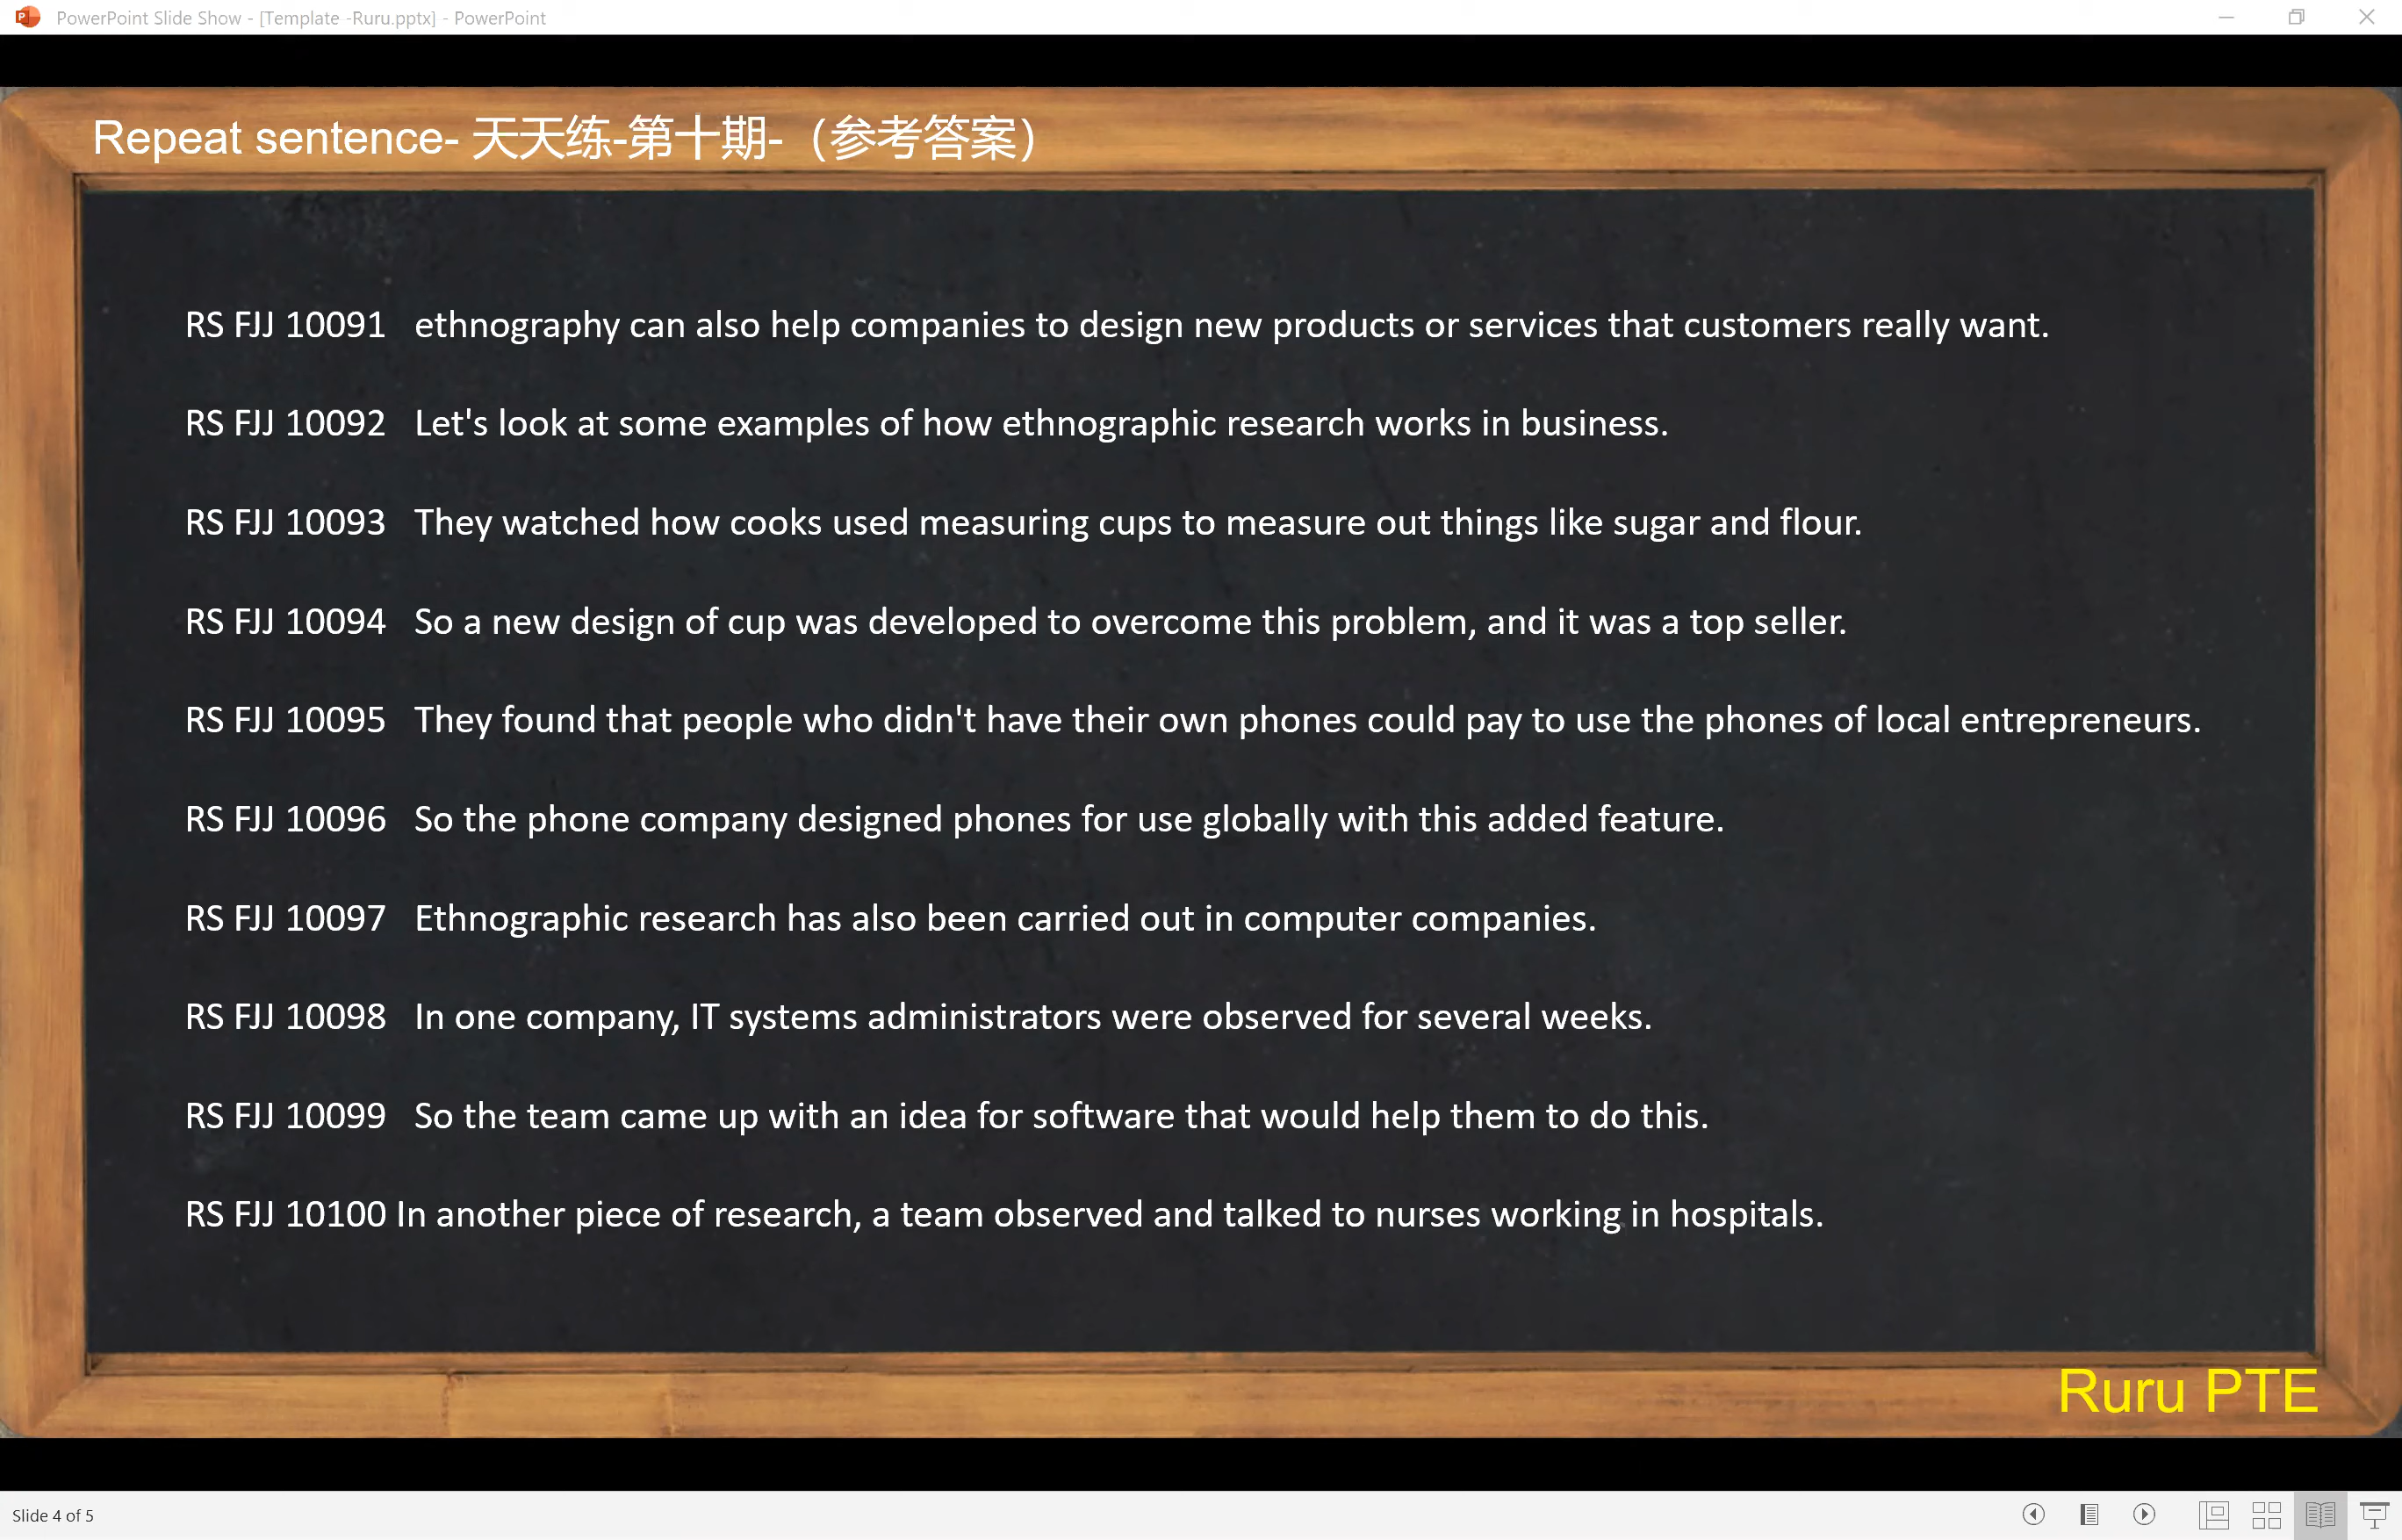 PowerPoint Slide Show - [Template -Ruru.pptx] - PowerPoint
Repeat sentence- 天天练-第十期-（参考答案）
RS FJJ 10091 ethnography can also help companies to design new products or services that customers really want.
RS FJJ 10092 Let's look at some examples of how ethnographic research works in business.
RS FJJ 10093 They watched how cooks used measuring cups to measure out things like sugar and flour.
RS FJJ 10094 So a new design of cup was developed to overcome this problem, and it was a top seller.
RS FJJ 10095 They found that people who didn't have their own phones could pay to use the phones of local entrepreneurs.
RS FJJ 10096 So the phone company designed phones for use globally with this added feature.
RS FJJ 10097 Ethnographic research has also been carried out in computer companies.
RS FJJ 10098 In one company, IT systems administrators were observed for several weeks.
RS FJJ 10099 So the team came up with an idea for software that would help them to do this.
RS FJJ 10100 In another piece of research, a team observed and talked to nurses working in hospitals.
Ruru PTE
Slide 4 of 5